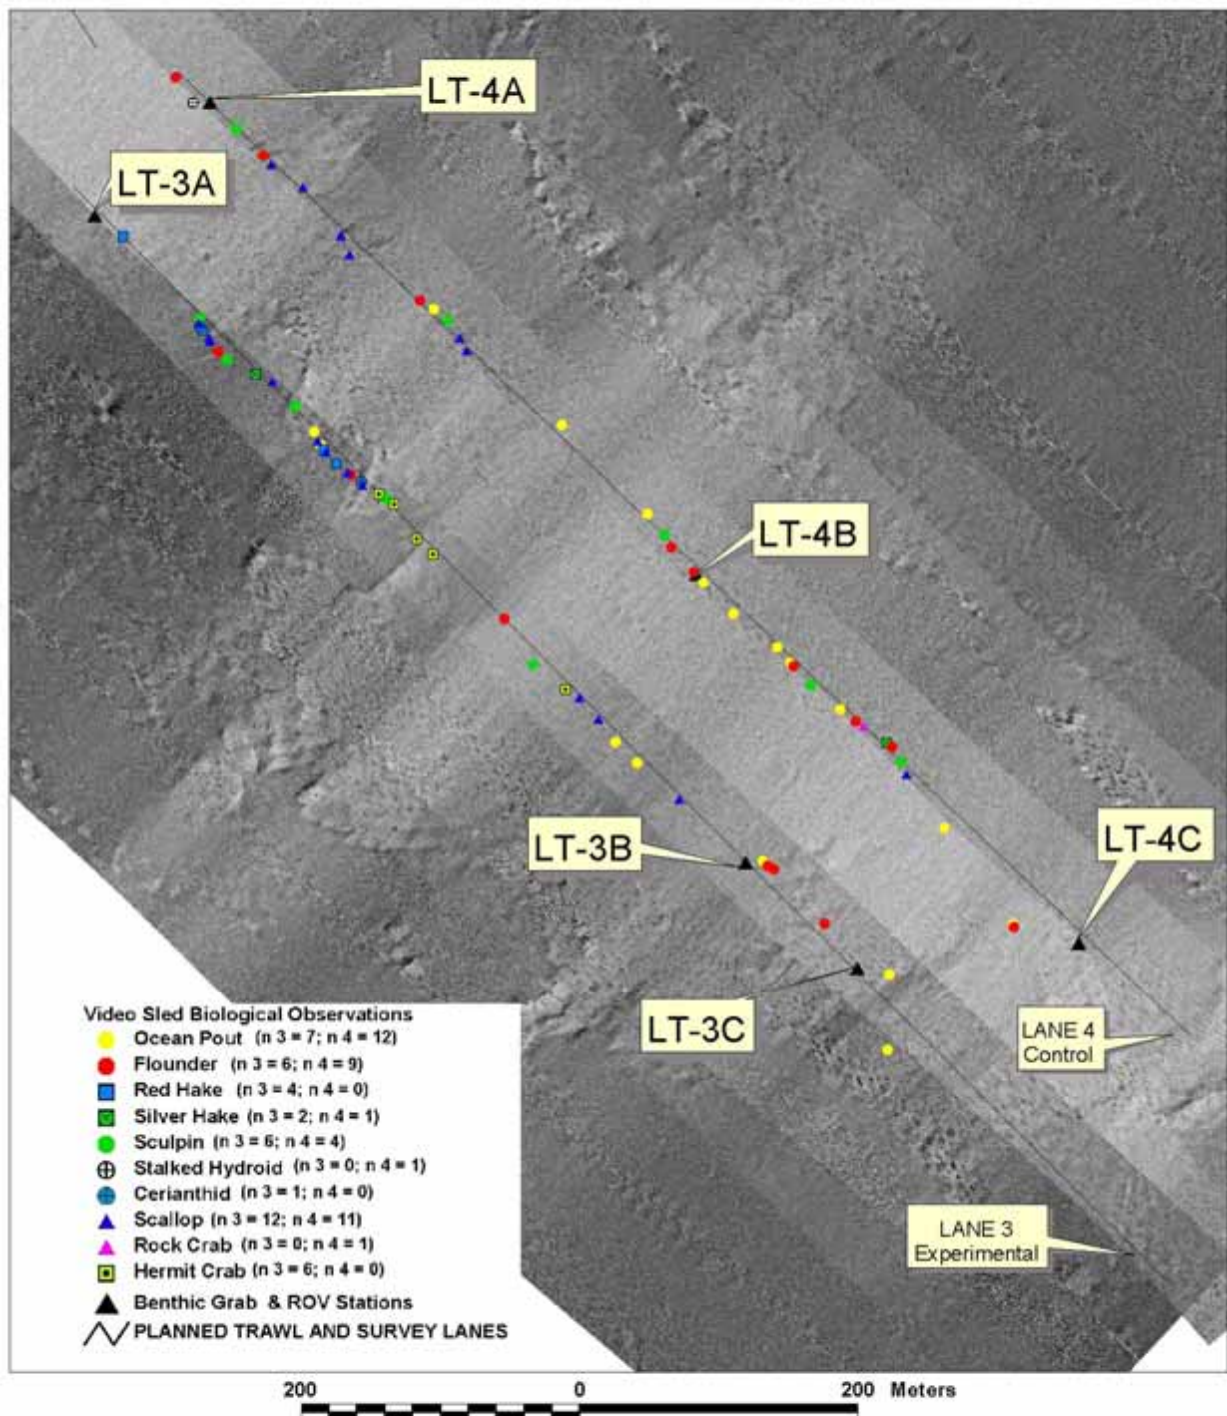 LT-4A
LT-3A
LT-4B
LT-4C
LT-3B
LT-3C
LANE 4
Control
LANE 3
Experimental
Video Sled Biological Observations
Ocean Pout (n 3 = 7; n 4 = 12)
Flounder (n 3 = 6; n 4 = 9)
Red Hake (n 3 = 4; n 4 = 0)
Silver Hake (n 3 = 2; n 4 = 1)
Sculpin (n 3 = 6; n 4 = 4)
Stalked Hydroid (n 3 = 0; n 4 = 1)
Cerianthid (n 3 = 1; n 4 = 0)
Scallop (n 3 = 12; n 4 = 11)
Rock Crab (n 3 = 0; n 4 = 1)
Hermit Crab (n 3 = 6; n 4 = 0)
Benthic Grab & ROV Stations
PLANNED TRAWL AND SURVEY LANES
200 0 200 Meters